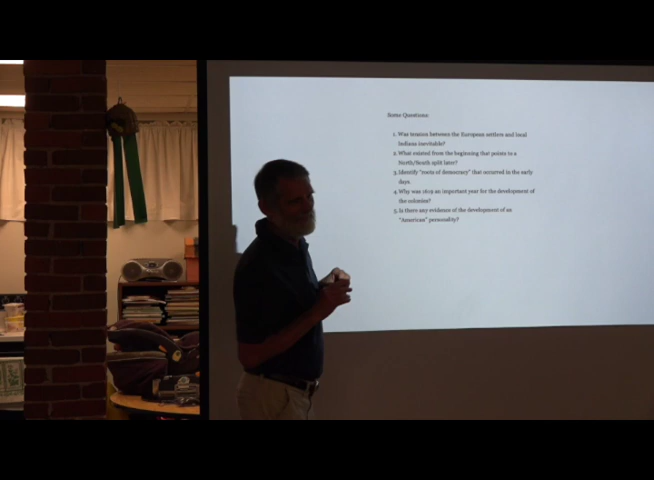 Some Questions:
1. Was tension between the European settlers and local
Indians inevitable?
2. What existed from the beginning that points to a
North/South split later?
3. Identify "roots of democracy" that occurred in the early
days.
4. Why was 1619 an important year for the development of
the colonies?
5. Is there any evidence of the development of an
"American" personality?